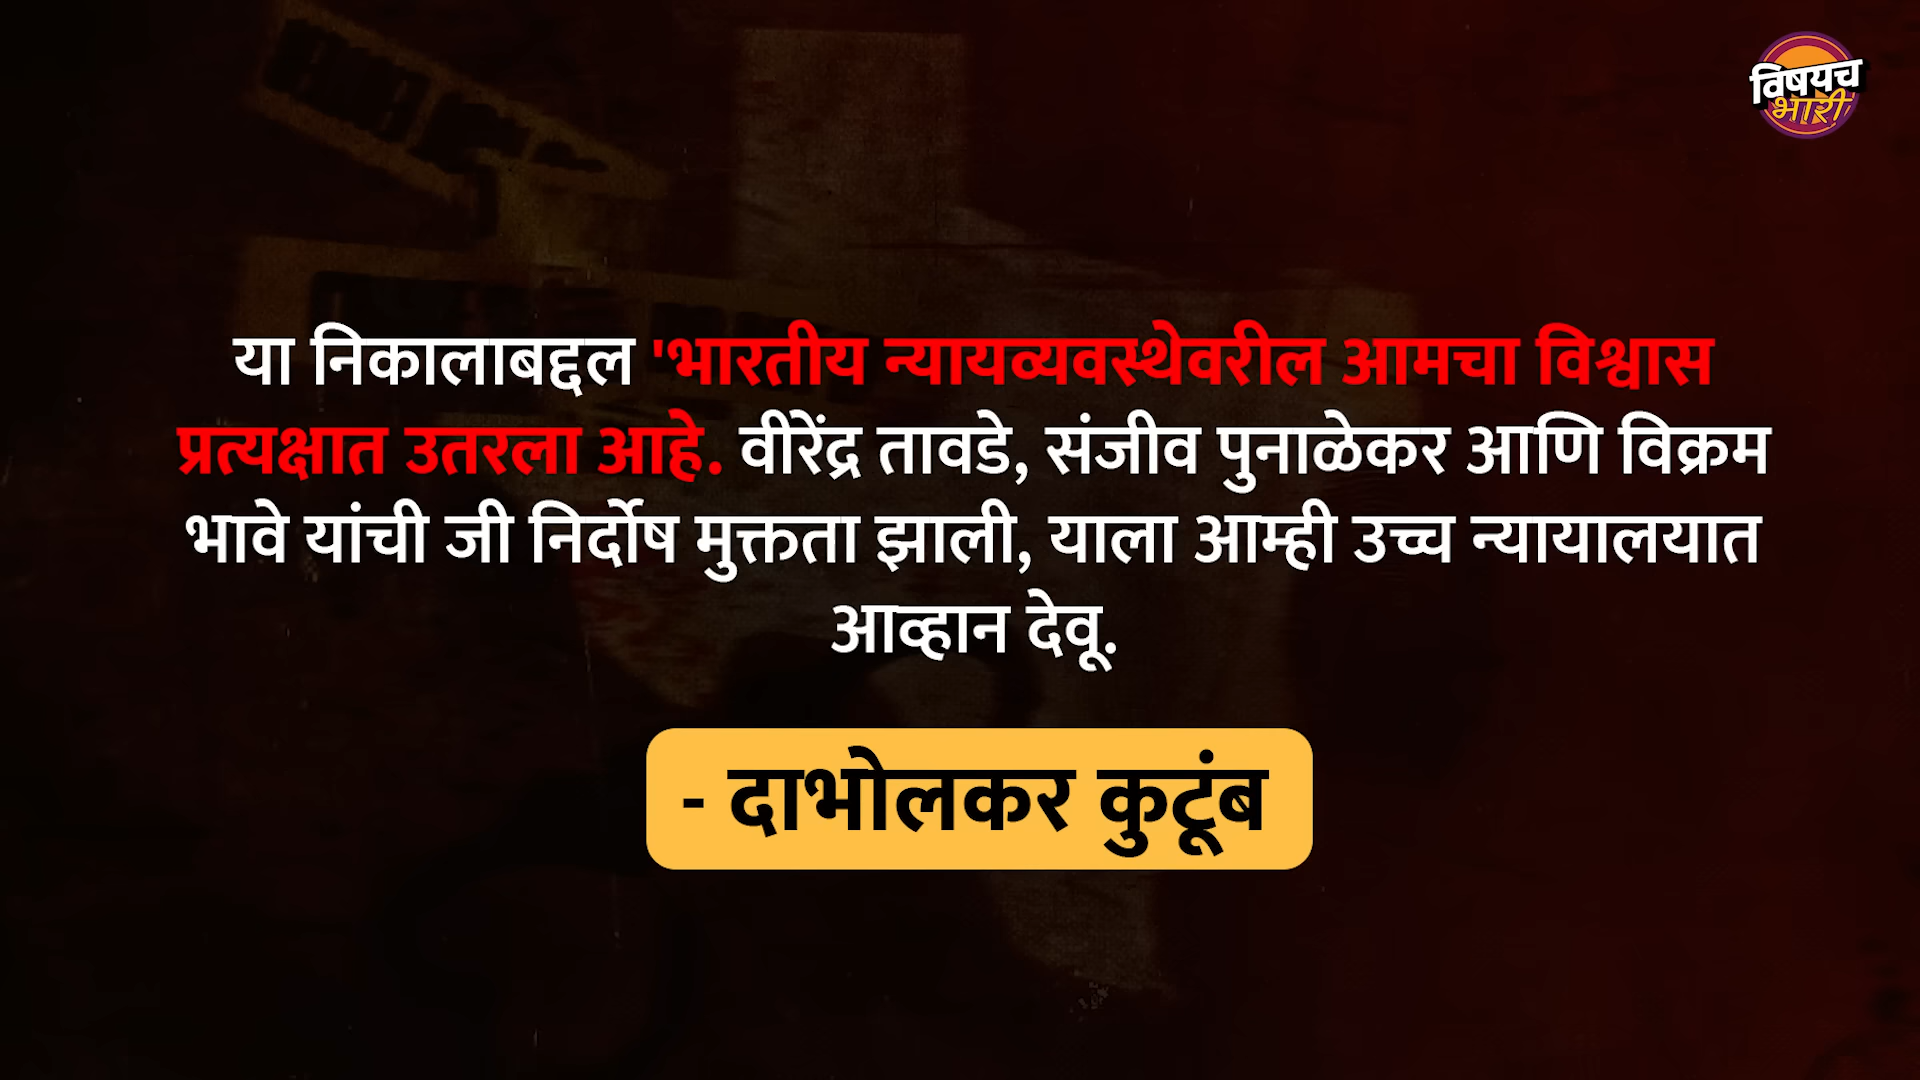 विषयच
भारी
या निकालाबद्दल 'भारतीय न्यायव्यवस्थेवरील आमचा विश्वास
प्रत्यक्षात उतरला आहे. वीरेंद्र तावडे, संजीव पुनाळेकर आणि विक्रम
भावे यांची जी निर्दोष मुक्तता झाली, याला आम्ही उच्च न्यायालयात
आव्हान देवू.
- दाभोलकर कुटूंब